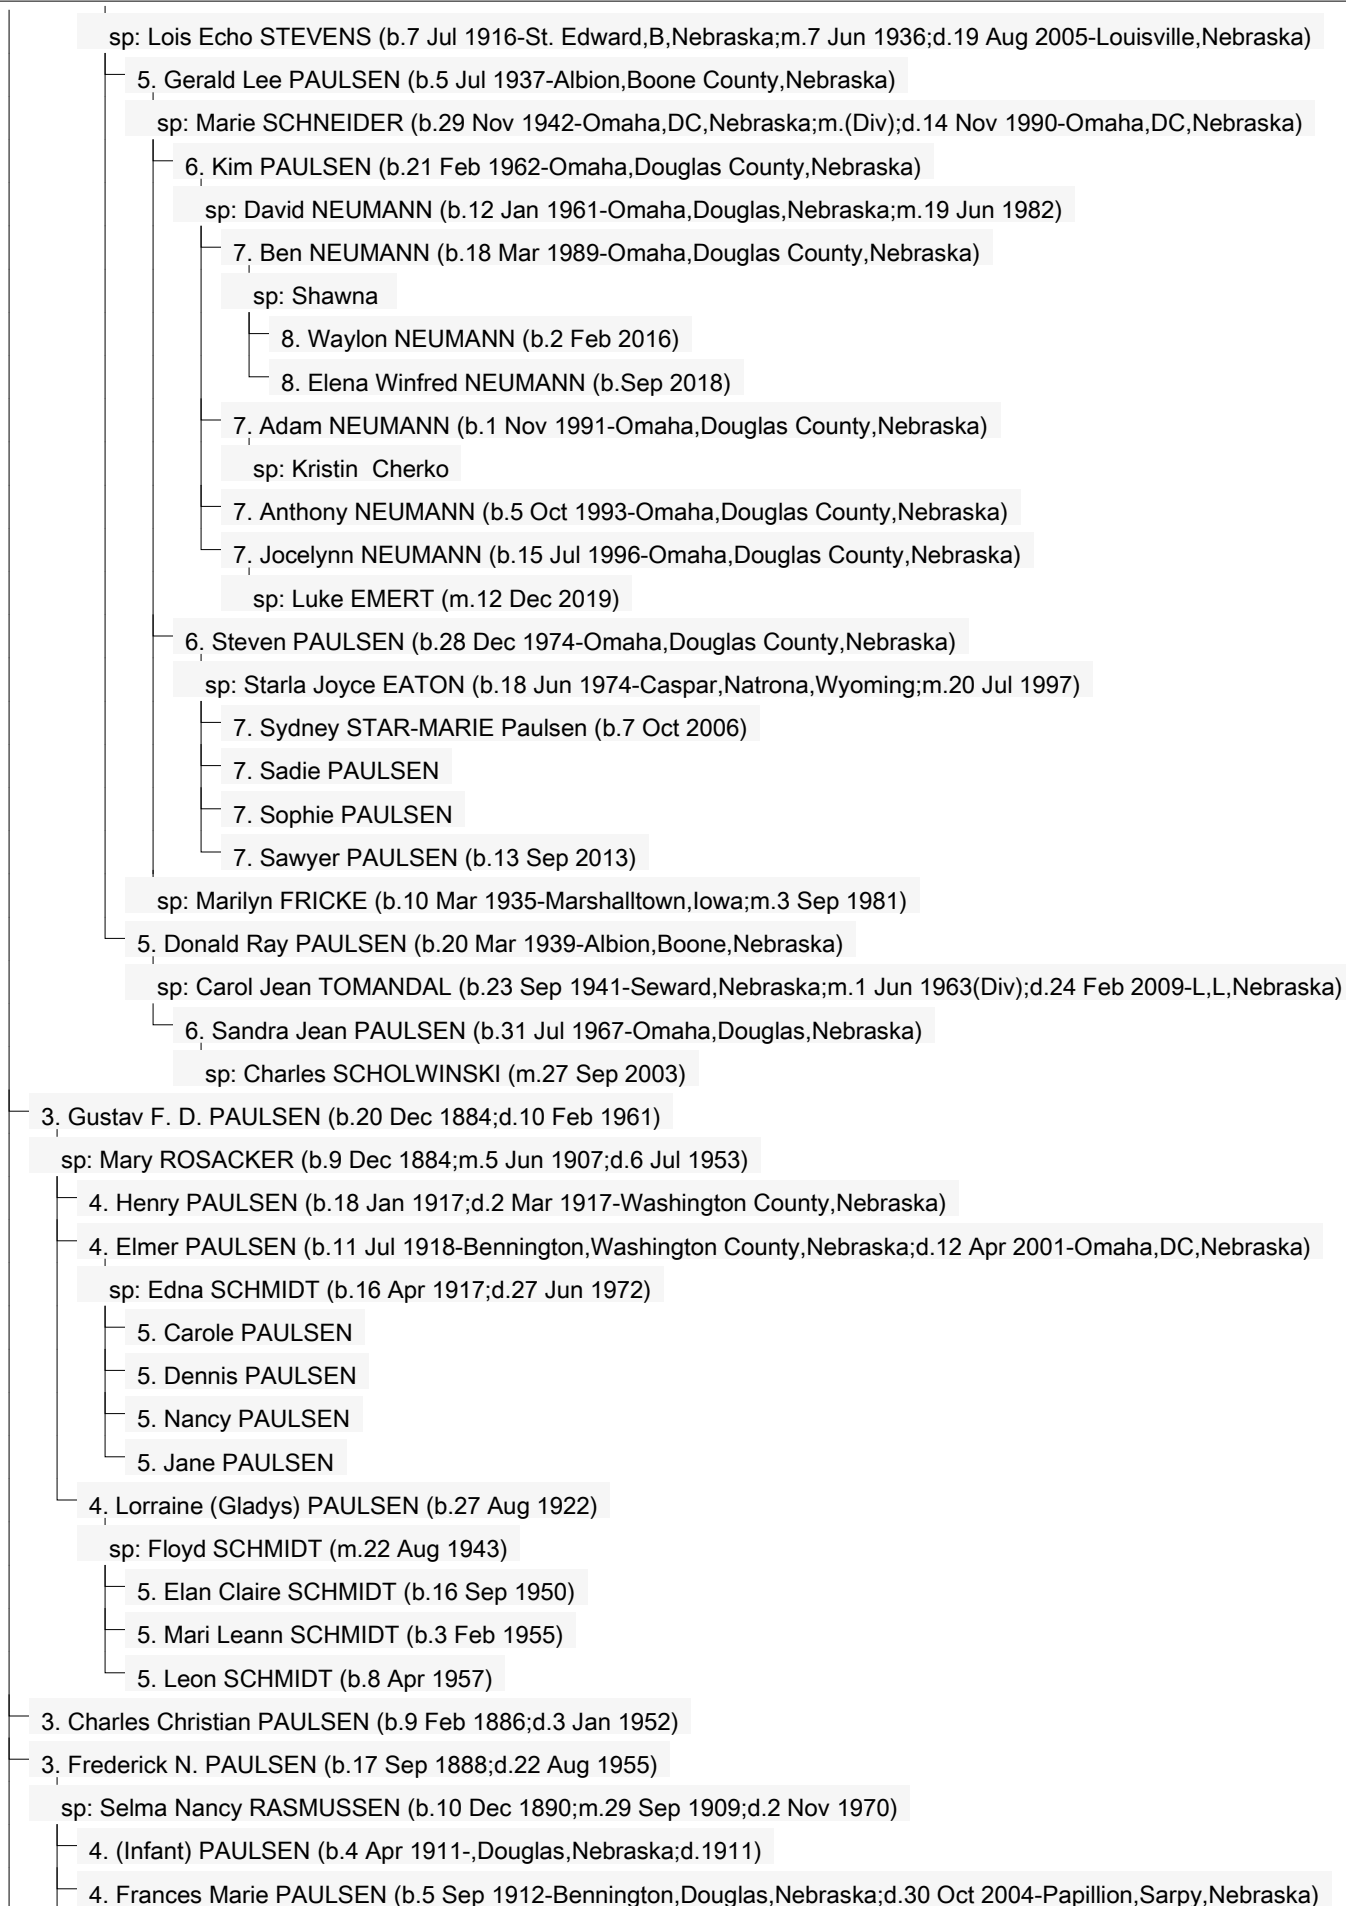 sp: Lois Echo STEVENS (b.7 Jul 1916-St. Edward,B,Nebraska;m.7 Jun 1936;d.19 Aug 2005-Louisville,Nebraska)
5. Gerald Lee PAULSEN (b.5 Jul 1937-Albion,Boone County,Nebraska)
sp: Marie SCHNEIDER (b.29 Nov 1942-Omaha,DC,Nebraska;m.(Div);d.14 Nov 1990-Omaha,DC,Nebraska)
6. Kim PAULSEN (b.21 Feb 1962-Omaha,Douglas County,Nebraska)
sp: David NEUMANN (b.12 Jan 1961-Omaha,Douglas,Nebraska;m.19 Jun 1982)
7. Ben NEUMANN (b.18 Mar 1989-Omaha,Douglas County,Nebraska)
sp: Shawna
8. Waylon NEUMANN (b.2 Feb 2016)
8. Elena Winfred NEUMANN (b.Sep 2018)
7. Adam NEUMANN (b.1 Nov 1991-Omaha,Douglas County,Nebraska)
sp: Kristin  Cherko
7. Anthony NEUMANN (b.5 Oct 1993-Omaha,Douglas County,Nebraska)
7. Jocelynn NEUMANN (b.15 Jul 1996-Omaha,Douglas County,Nebraska)
sp: Luke EMERT (m.12 Dec 2019)
6. Steven PAULSEN (b.28 Dec 1974-Omaha,Douglas County,Nebraska)
sp: Starla Joyce EATON (b.18 Jun 1974-Caspar,Natrona,Wyoming;m.20 Jul 1997)
7. Sydney STAR-MARIE Paulsen (b.7 Oct 2006)
7. Sadie PAULSEN
7. Sophie PAULSEN
7. Sawyer PAULSEN (b.13 Sep 2013)
sp: Marilyn FRICKE (b.10 Mar 1935-Marshalltown,Iowa;m.3 Sep 1981)
5. Donald Ray PAULSEN (b.20 Mar 1939-Albion,Boone,Nebraska)
sp: Carol Jean TOMANDAL (b.23 Sep 1941-Seward,Nebraska;m.1 Jun 1963(Div);d.24 Feb 2009-L,L,Nebraska)
6. Sandra Jean PAULSEN (b.31 Jul 1967-Omaha,Douglas,Nebraska)
sp: Charles SCHOLWINSKI (m.27 Sep 2003)
3. Gustav F. D. PAULSEN (b.20 Dec 1884;d.10 Feb 1961)
sp: Mary ROSACKER (b.9 Dec 1884;m.5 Jun 1907;d.6 Jul 1953)
4. Henry PAULSEN (b.18 Jan 1917;d.2 Mar 1917-Washington County,Nebraska)
4. Elmer PAULSEN (b.11 Jul 1918-Bennington,Washington County,Nebraska;d.12 Apr 2001-Omaha,DC,Nebraska)
sp: Edna SCHMIDT (b.16 Apr 1917;d.27 Jun 1972)
5. Carole PAULSEN
5. Dennis PAULSEN
5. Nancy PAULSEN
5. Jane PAULSEN
4. Lorraine (Gladys) PAULSEN (b.27 Aug 1922)
sp: Floyd SCHMIDT (m.22 Aug 1943)
5. Elan Claire SCHMIDT (b.16 Sep 1950)
5. Mari Leann SCHMIDT (b.3 Feb 1955)
5. Leon SCHMIDT (b.8 Apr 1957)
3. Charles Christian PAULSEN (b.9 Feb 1886;d.3 Jan 1952)
3. Frederick N. PAULSEN (b.17 Sep 1888;d.22 Aug 1955)
sp: Selma Nancy RASMUSSEN (b.10 Dec 1890;m.29 Sep 1909;d.2 Nov 1970)
4. (Infant) PAULSEN (b.4 Apr 1911-,Douglas,Nebraska;d.1911)
4. Frances Marie PAULSEN (b.5 Sep 1912-Bennington,Douglas,Nebraska;d.30 Oct 2004-Papillion,Sarpy,Nebraska)